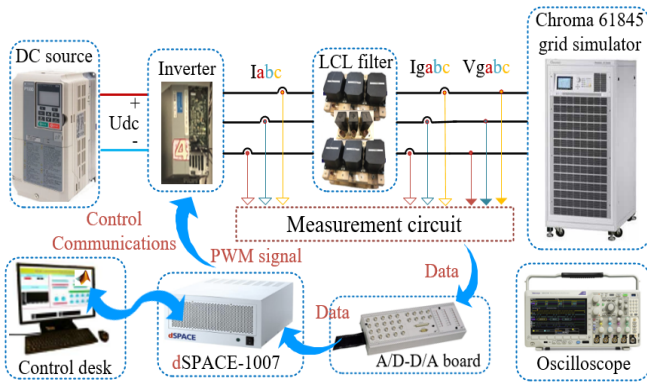 Chroma 61845
grid simulator
DC source
Inverter
Iabc
LCL filter
Igabc
Vgabc
+
Udc
-
Measurement circuit
Control
Communications
PWM signal
Data
Data
dSPACE
Control desk
dSPACE-1007
A/D-D/A board
Oscilloscope